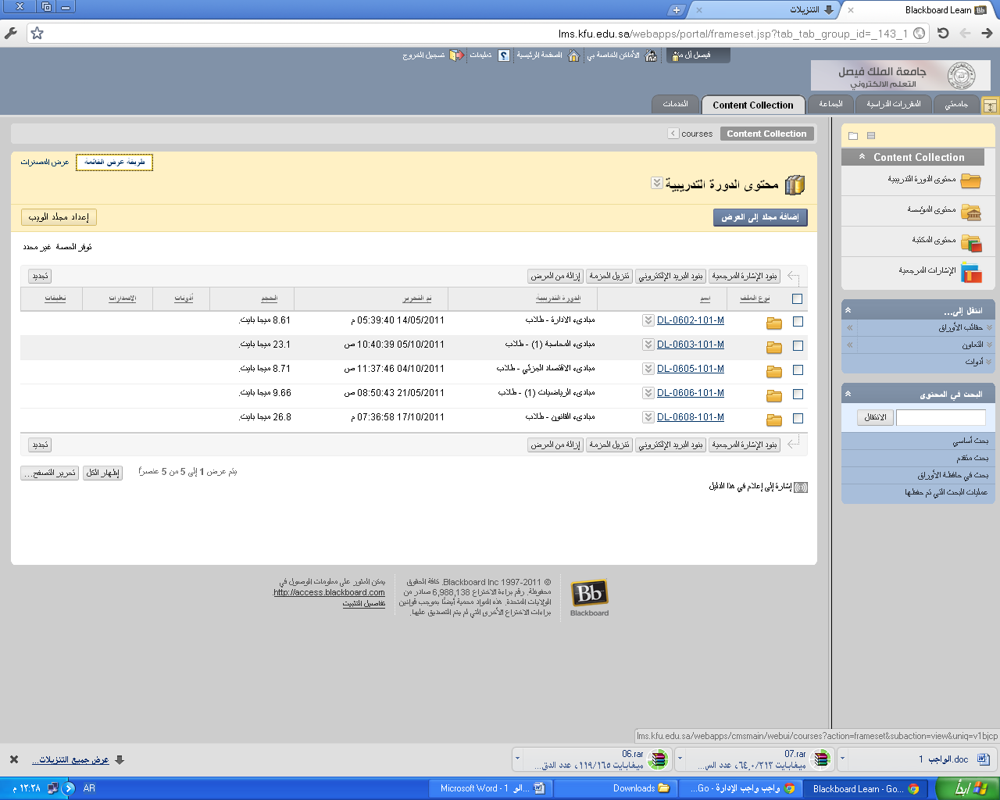 Blackboard Learn
التنزيلات
lms.kfu.edu.sa/webapps/portal/frameset.jsp?tab_tab_group_id=_143_1
فيصل آل
الأماكن الخاصة بي
الصفحة الرئيسية
تعليمات
تسجيل الخروج
جامعة الملك فيصل
التعلم الالكتروني
جامعتي
المقررات الدراسية
الجماعة
Content Collection
الخدمات
Content Collection
courses
عرض المصغرات
طريقة عرض القائمة
محتوى الدورة التدريبية
إضافة مجلد إلى العرض
إعداد مجلد الويب
توفر الحصة غير محدد
بنود الإشارة المرجعية
بنود البريد الإلكتروني
تنزيل الحزمة
إزالة من العرض
تجديد
نوع الملف
اسم
الدورة التدريبية
تم التحرير
الحجم
أذونات
الاصدارات
تعليقات
DL-0602-101-M مبادىء الادارة - طلاب 14/05/2011 05:39:40 م 8.61 ميجا بايت.
DL-0603-101-M مبادىء المحاسبة (1) - طلاب 05/10/2011 10:40:39 ص 23.1 ميجا بايت.
DL-0605-101-M مبادىء الاقتصاد الجزئي - طلاب 04/10/2011 11:37:46 ص 8.71 ميجا بايت.
DL-0606-101-M مبادىء الرياضيات (1) - طلاب 21/05/2011 08:50:43 ص 9.66 ميجا بايت.
DL-0608-101-M مبادىء القانون - طلاب 17/10/2011 07:36:58 م 26.8 ميجا بايت.
بنود الإشارة المرجعية
بنود البريد الإلكتروني
تنزيل الحزمة
إزالة من العرض
تجديد
يتم عرض 1 إلى 5 من 5 عنصراً
إظهار الكل
تحرير التصفح...
إشارة إلى إعلام في هذا الدليل
Content Collection
محتوى الدورة التدريبية
محتوى المؤسسة
محتوى المكتبة
الإشارات المرجعية
انتقل إلى...
حقائب الأوراق
التعاون
أدوات
البحث في المحتوى
الانتقال
بحث أساسي
بحث متقدم
بحث في حافظة الأوراق
عمليات البحث التي تم حفظها
Bb
Blackboard
© 1997-2011 Blackboard Inc. كافة الحقوق
محفوظة. رقم براءة الاختراع 6,988,138 صادر من
الولايات المتحدة. هذه المواد محمية أيضًا بموجب قوانين
براءات الاختراع الأخرى التي لم يتم التصديق عليها.
يمكن العثور على معلومات الوصول في
http://access.blackboard.com.
تفاصيل التثبيت
lms.kfu.edu.sa/webapps/cmsmain/webui/courses?action=frameset&subaction=view&uniq=v1bjcp
الواجب 1.doc
07.rar
٦٤,٠/٢١٣ ميغابايت، عدد الس...
06.rar
١١٩/١٦٥ ميغابايت، عدد الدق...
عرض جميع التنزيلات...
ابدأ
Blackboard Learn - Go...
واجب واجب الإدارة - Go...
Downloads
الو... 1 - Microsoft Word
AR
١٢:٢٨ م